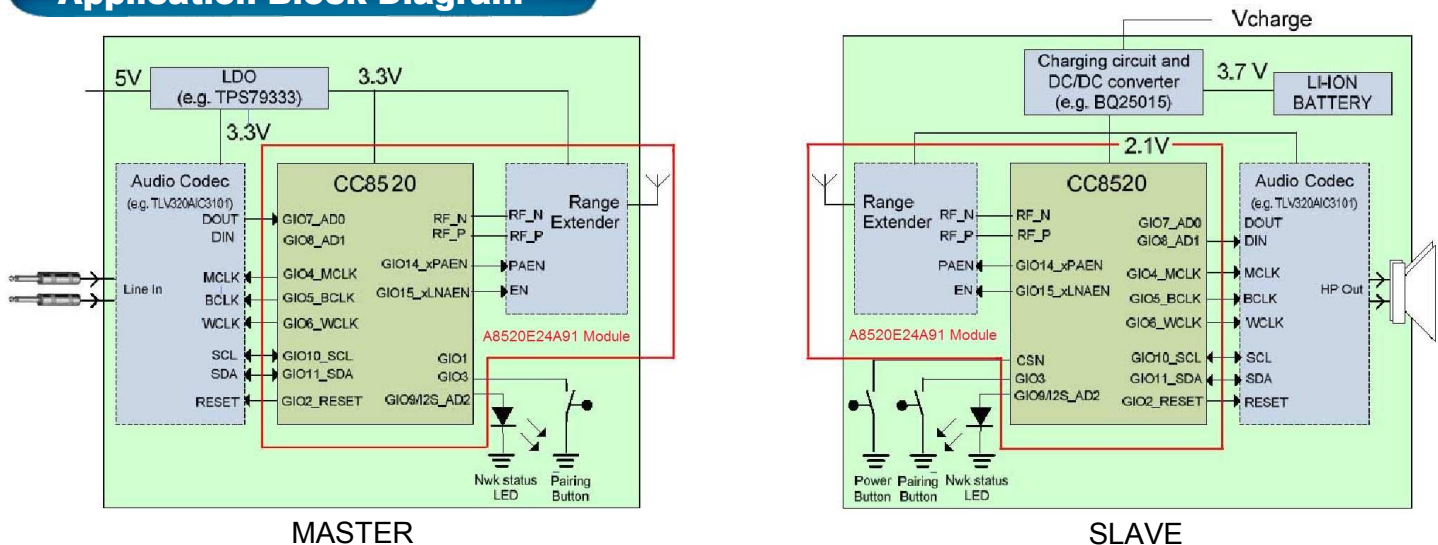 Application Block Diagram
5V
LDO
(e.g. TPS79333)
3.3V
3.3V
Audio Codec
(e.g. TLV320AIC3101)
DOUT
DIN
MCLK
Line In
BCLK
WCLK
SCL
SDA
RESET
CC8520
GIO7_AD0
GIO8_AD1
GIO4_MCLK
GIO5_BCLK
GIO6_WCLK
GIO10_SCL
GIO11_SDA
GIO2_RESET
RF_N
RF_P
GIO14_xPAEN
GIO15_xLNAEN
GIO1
GIO3
GIO9/I2S_AD2
Range
Extender
RF_N
RF_P
PAEN
EN
A8520E24A91 Module
Nwk status
LED
Pairing
Button
MASTER
Vcharge
Charging circuit and
DC/DC converter
(e.g. BQ25015)
3.7 V
LI-ION
BATTERY
2.1V
Range
Extender
RF_N
RF_P
PAEN
EN
A8520E24A91 Module
CC8520
RF_N
RF_P
GIO14_xPAEN
GIO15_xLNAEN
CSN
GIO3
GIO9/I2S_AD2
GIO7_AD0
GIO8_AD1
GIO4_MCLK
GIO5_BCLK
GIO6_WCLK
GIO10_SCL
GIO11_SDA
GIO2_RESET
Audio Codec
(e.g. TLV320AIC3101)
DOUT
DIN
MCLK
HP Out
BCLK
WCLK
SCL
SDA
RESET
Power
Button
Pairing
Button
Nwk status
LED
SLAVE